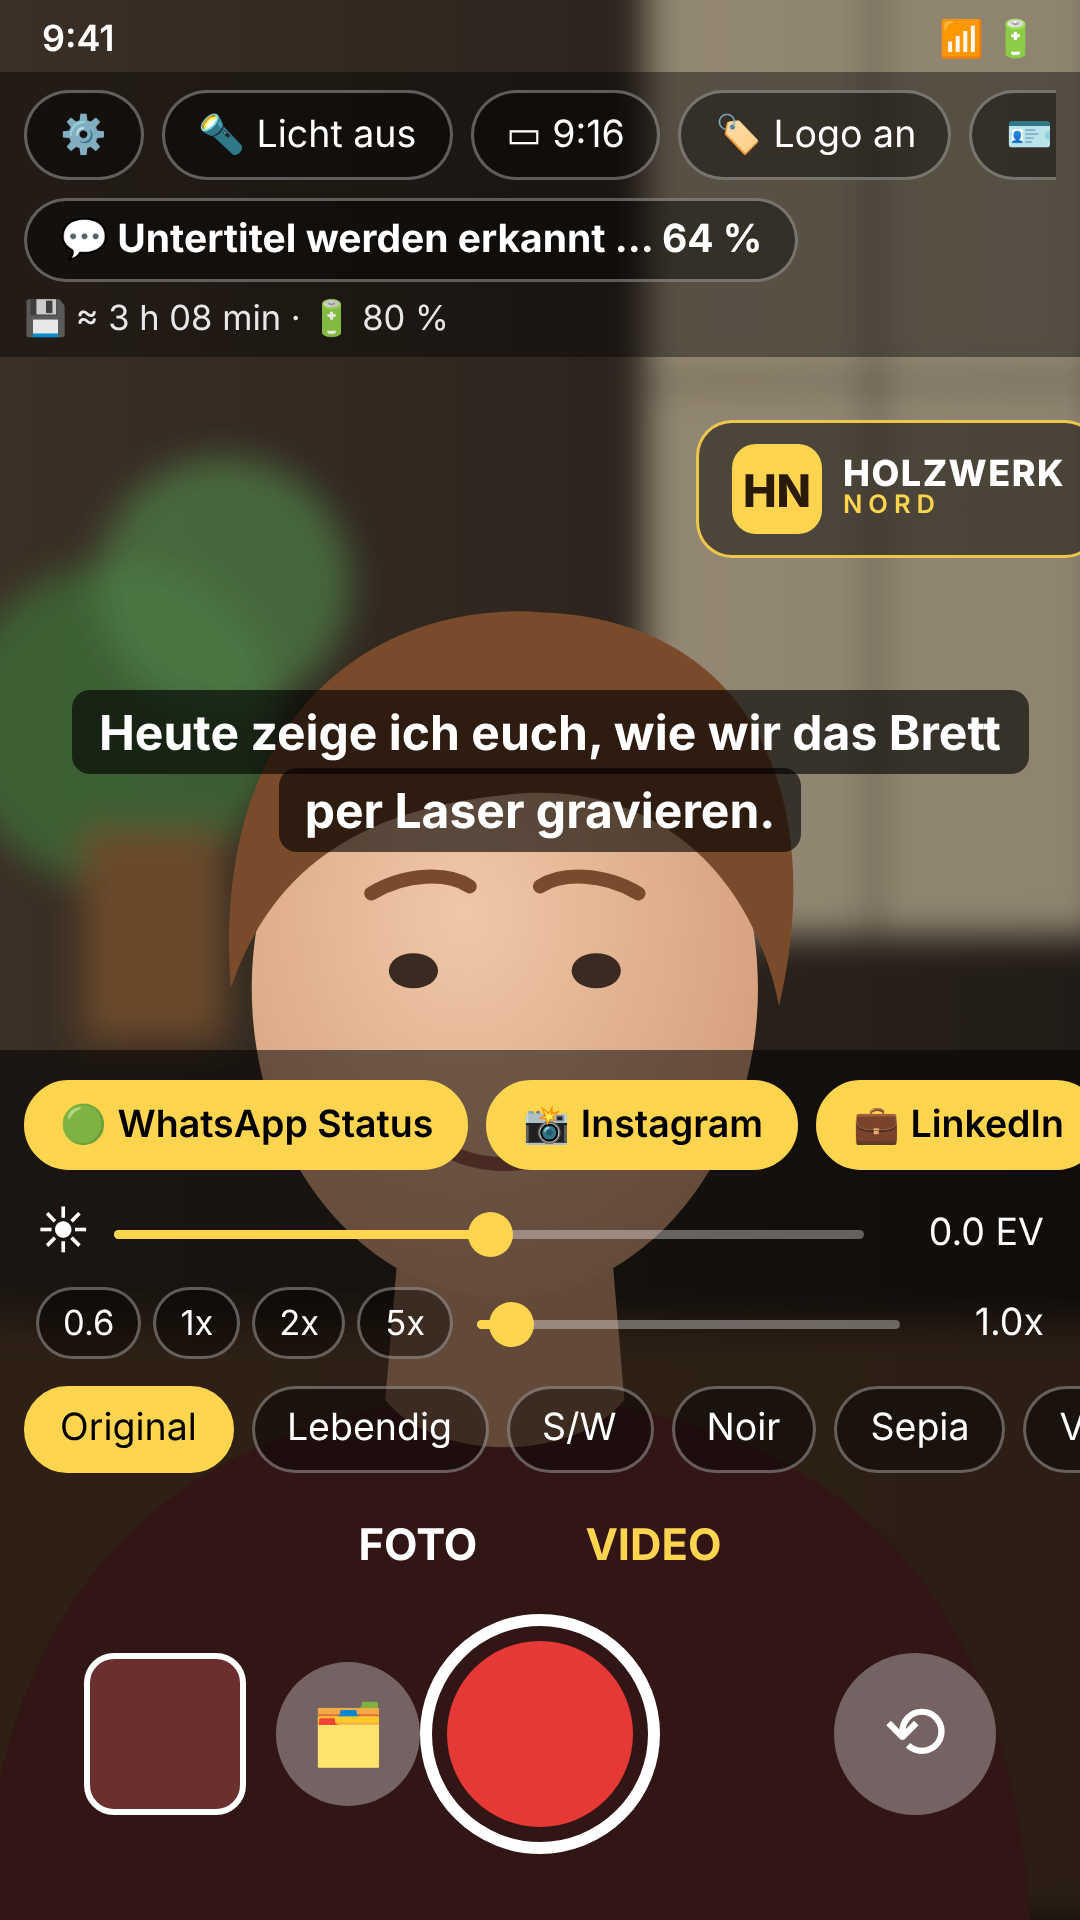 9:41
Licht aus
9:16
Logo an
Untertitel werden erkannt … 64 %
≈ 3 h 08 min · 80 %
HN
HOLZWERK
NORD
Heute zeige ich euch, wie wir das Brett
per Laser gravieren.
WhatsApp Status
Instagram
LinkedIn
0.0 EV
0.6 1x 2x 5x
1.0x
Original
Lebendig
S/W
Noir
Sepia
FOTO
VIDEO